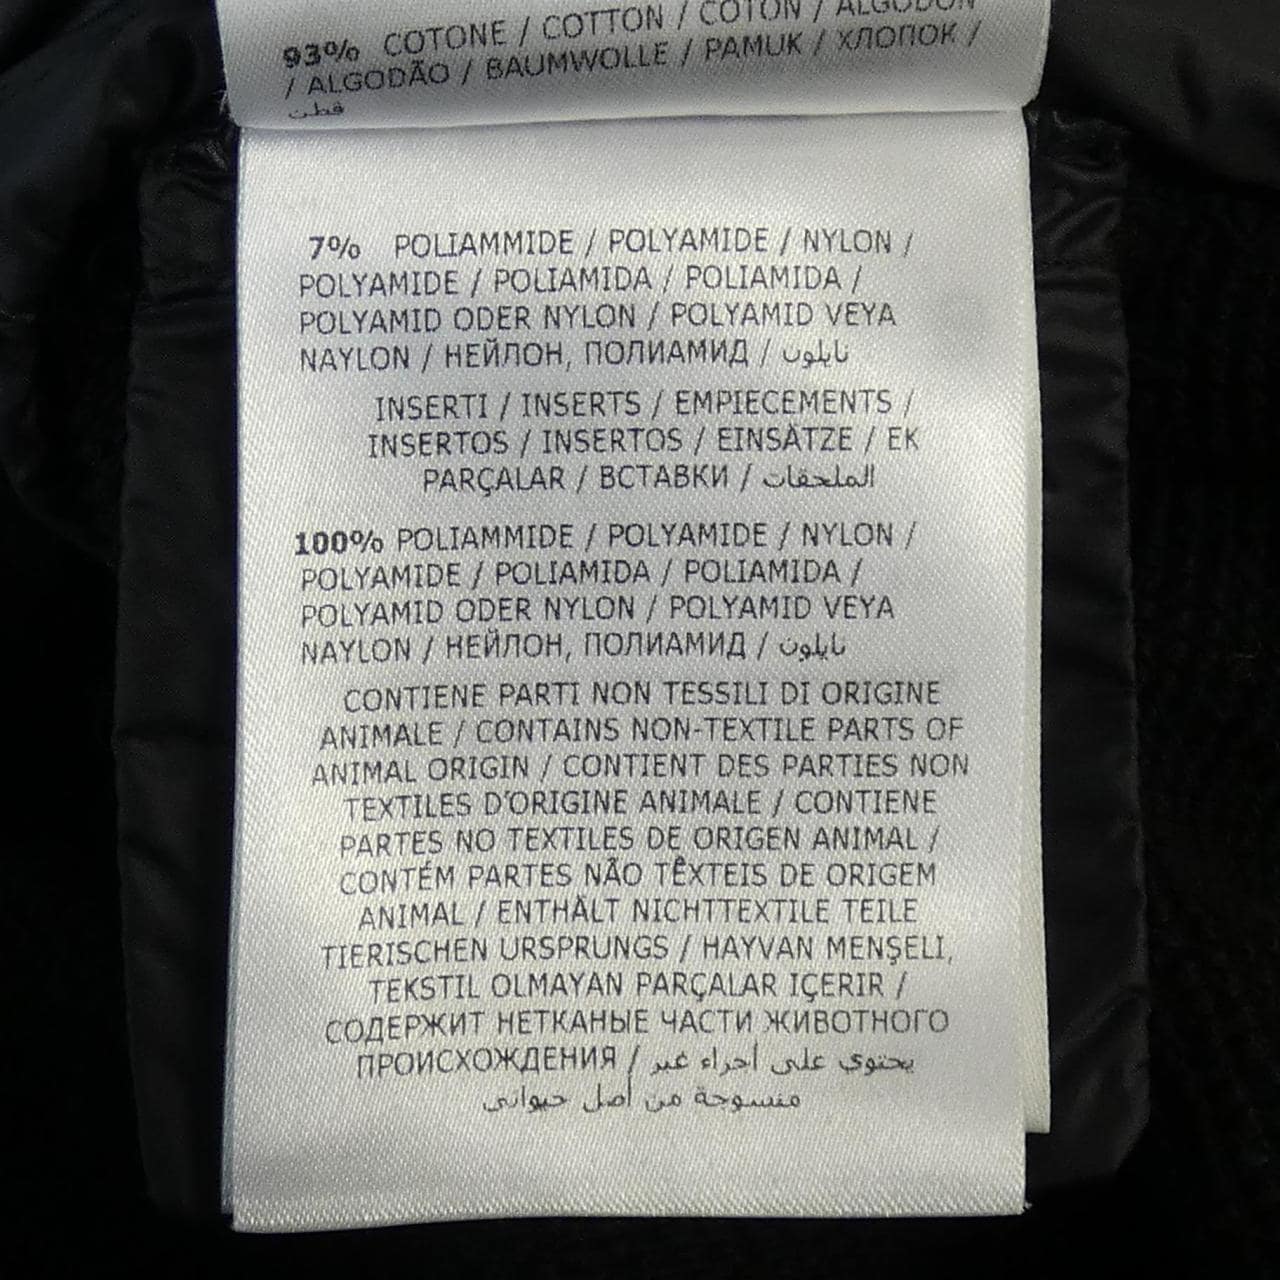 93% COTONE / COTTON / COTON / ALGODON
/ ALGODÃO / BAUMWOLLE / PAMUK / ХЛОПОК /
قطن
7% POLIAMMIDE / POLYAMIDE / NYLON /
POLYAMIDE / POLIAMIDA / POLIAMIDA /
POLYAMID ODER NYLON / POLYAMID VEYA
NAYLON / НЕЙЛОН, ПОЛИАМИД / نايلون
INSERTI / INSERTS / EMPIECEMENTS /
INSERTOS / INSERTOS / EINSÄTZE / EK
PARÇALAR / ВСТАВКИ / الملحقات
100% POLIAMMIDE / POLYAMIDE / NYLON /
POLYAMIDE / POLIAMIDA / POLIAMIDA /
POLYAMID ODER NYLON / POLYAMID VEYA
NAYLON / НЕЙЛОН, ПОЛИАМИД / نايلون
CONTIENE PARTI NON TESSILI DI ORIGINE
ANIMALE / CONTAINS NON-TEXTILE PARTS OF
ANIMAL ORIGIN / CONTIENT DES PARTIES NON
TEXTILES D'ORIGINE ANIMALE / CONTIENE
PARTES NO TEXTILES DE ORIGEN ANIMAL /
CONTÉM PARTES NÃO TÊXTEIS DE ORIGEM
ANIMAL / ENTHÄLT NICHTTEXTILE TEILE
TIERISCHEN URSPRUNGS / HAYVAN MENŞELI,
TEKSTIL OLMAYAN PARÇALAR IÇERIR /
СОДЕРЖИТ НЕТКАНЫЕ ЧАСТИ ЖИВОТНОГО
ПРОИСХОЖДЕНИЯ / يحتوي على أجزاء غير
منسوجة من أصل حيواني